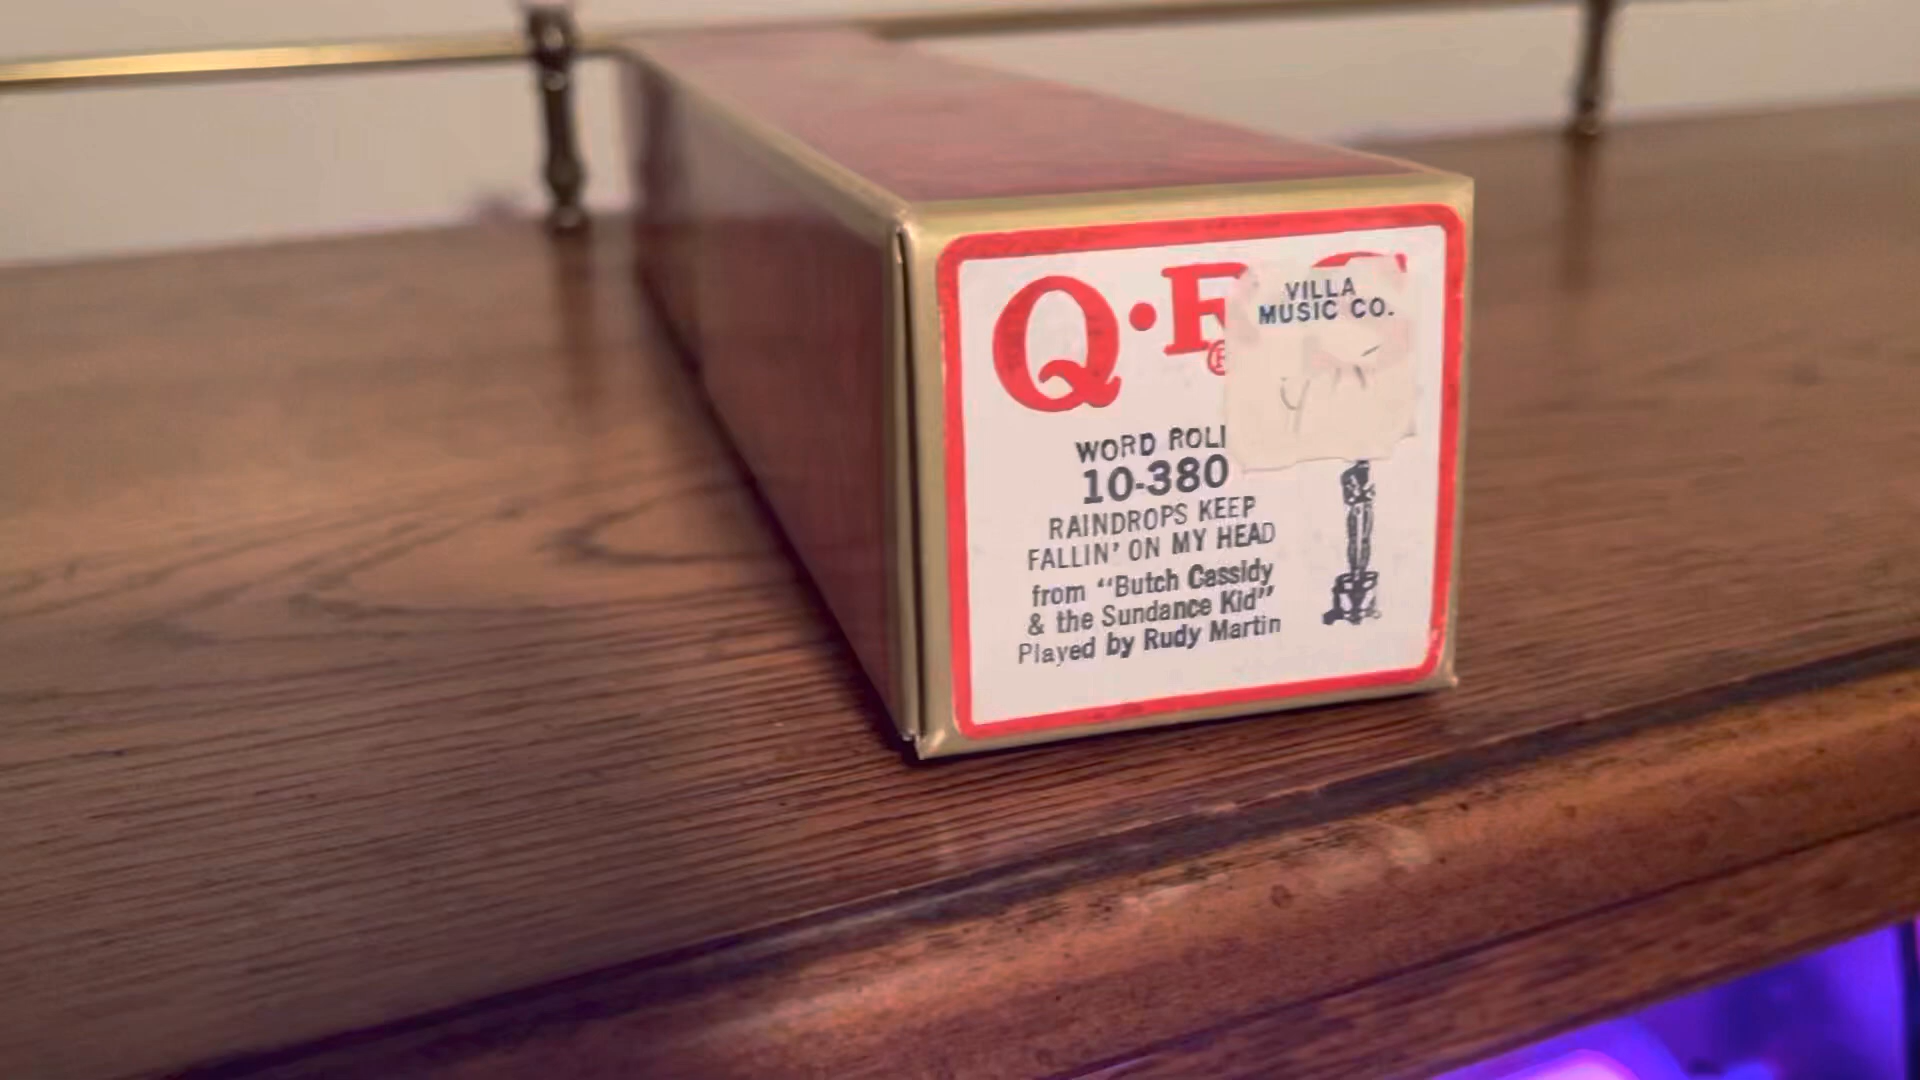 Q·R
VILLA
MUSIC CO.
WORD ROLL
10-380
RAINDROPS KEEP
FALLIN' ON MY HEAD
from "Butch Cassidy
& the Sundance Kid"
Played by Rudy Martin